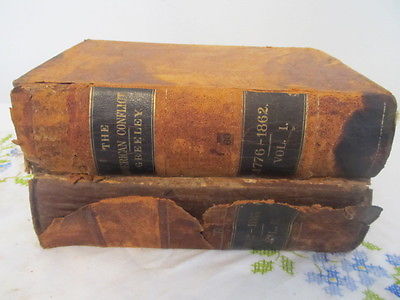 THE
AMERICAN CONFLICT
GREELEY
1776-1862.
VOL. I.